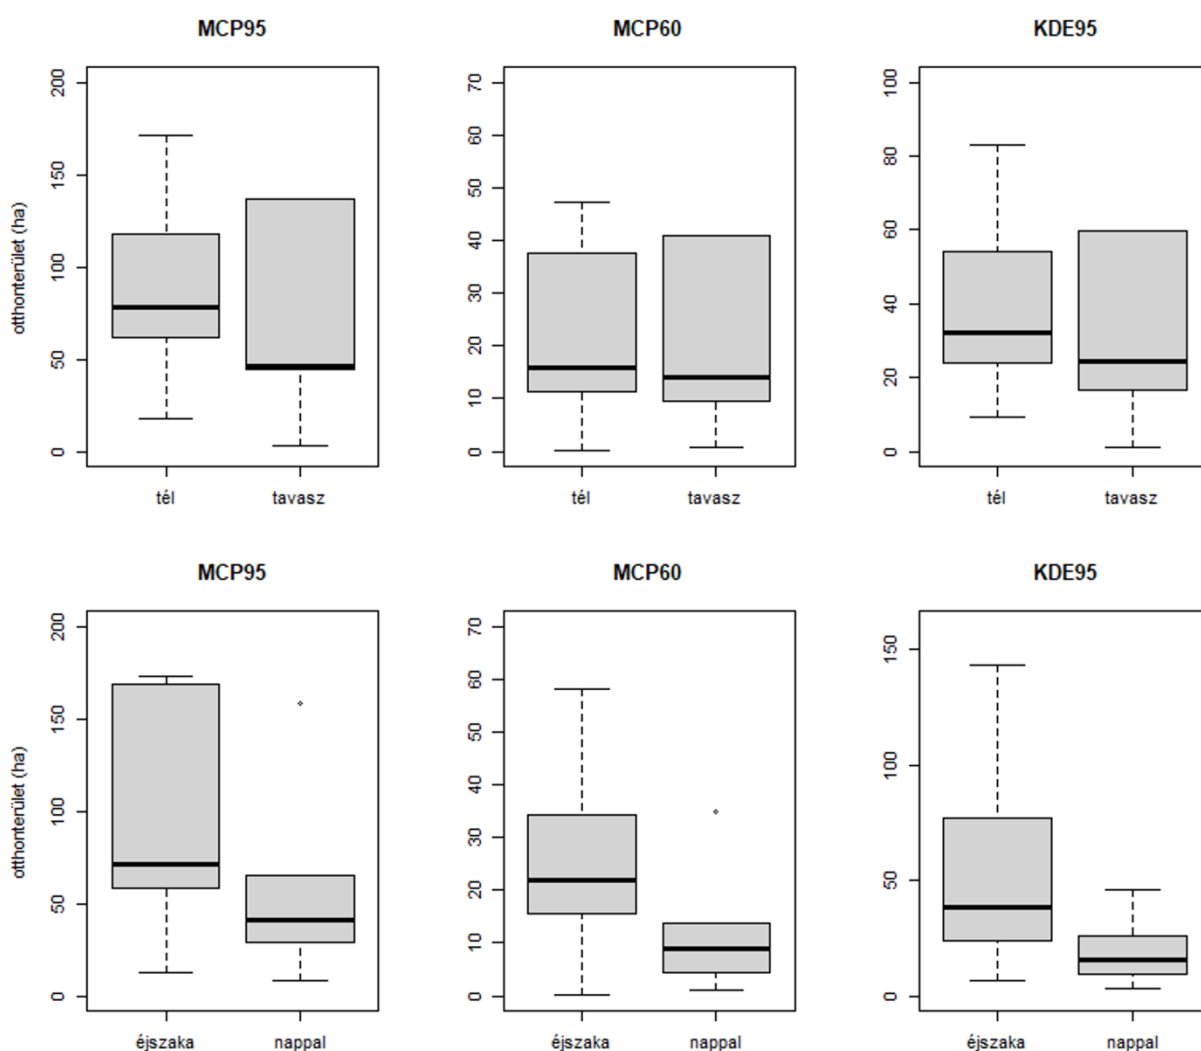 MCP95 MCP60 KDE95
otthonterület (ha)
0 50 100 150 200
0 10 20 30 40 50 60 70
0 20 40 60 80 100
tél tavasz tél tavasz tél tavasz
MCP95 MCP60 KDE95
otthonterület (ha)
0 50 100 150 200
0 10 20 30 40 50 60 70
0 50 100 150
éjszaka nappal éjszaka nappal éjszaka nappal